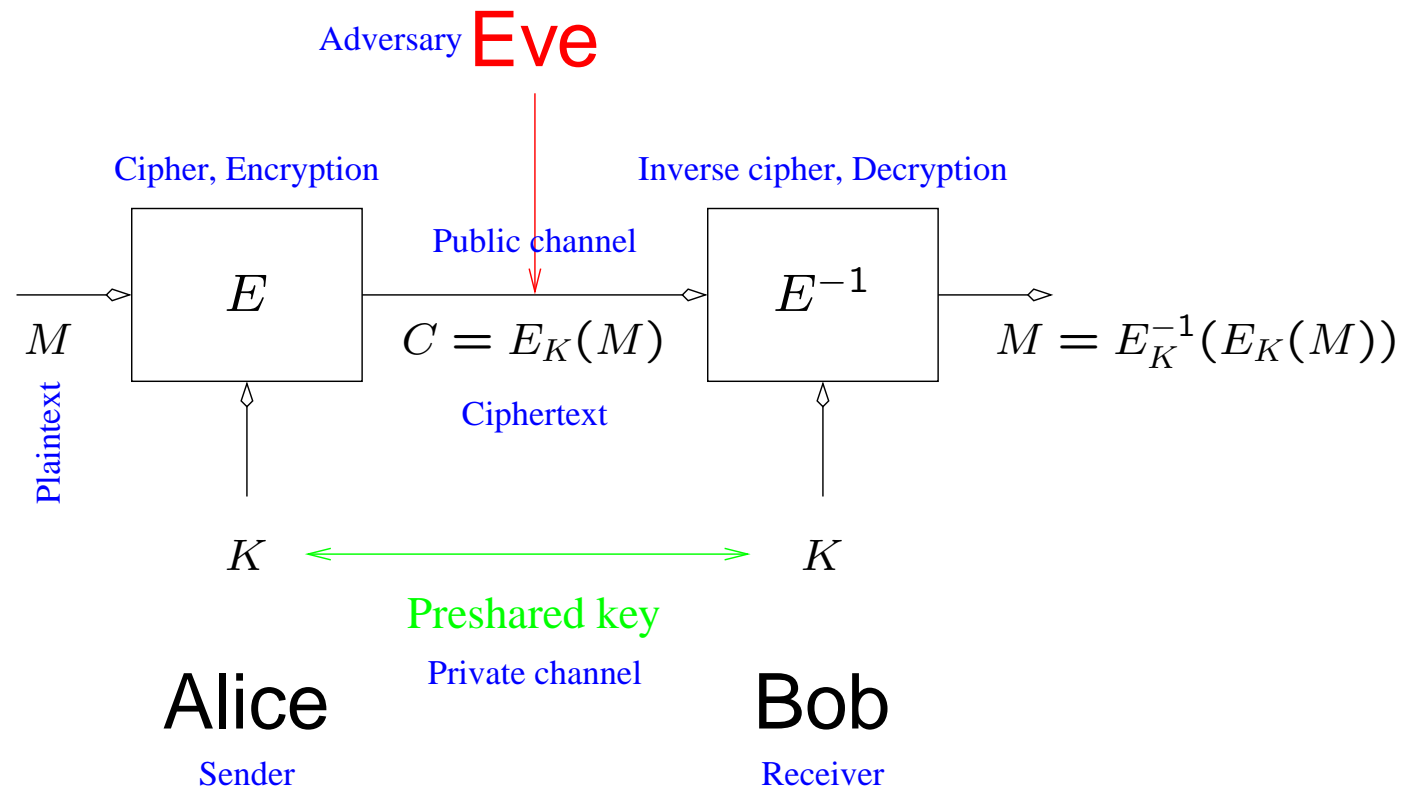 Adversary Eve
Cipher, Encryption
Inverse cipher, Decryption
Public channel
E
E⁻¹
M
C = E_K(M)
M = E_K⁻¹(E_K(M))
Plaintext
Ciphertext
K
K
Preshared key
Private channel
Alice
Bob
Sender
Receiver